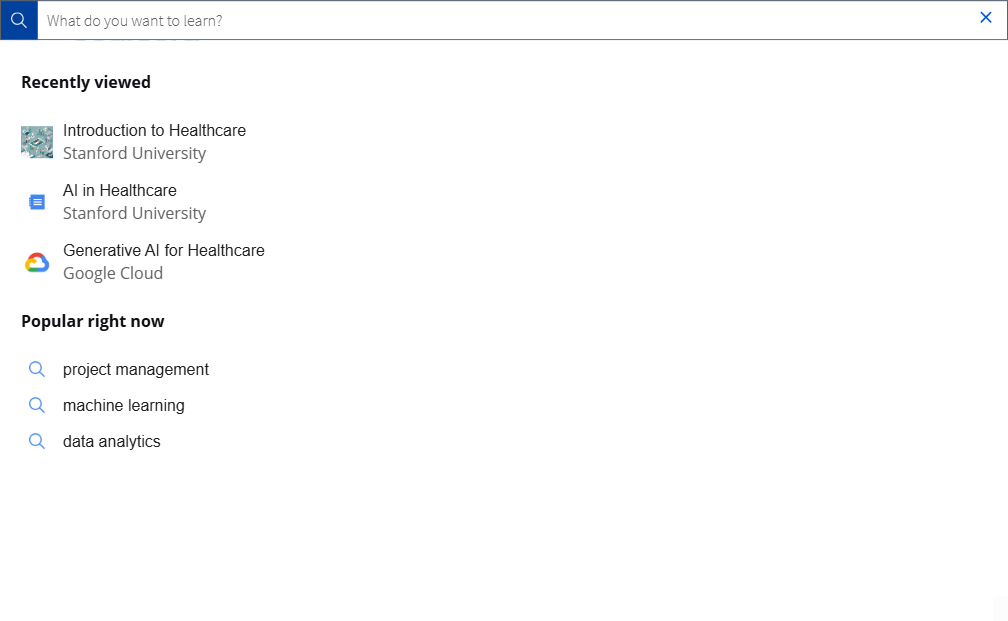 What do you want to learn?
Recently viewed
Introduction to Healthcare
Stanford University
AI in Healthcare
Stanford University
Generative AI for Healthcare
Google Cloud
Popular right now
project management
machine learning
data analytics